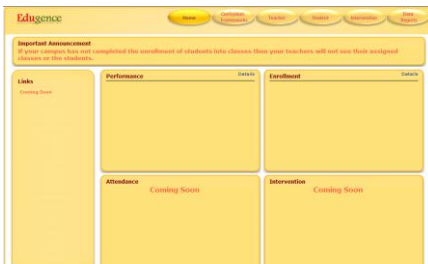 Edugence
Home
Curriculum
Frameworks
Teacher
Student
Intervention
Data
Reports
Important Announcement
If your campus has not completed the enrollment of students into classes then your teachers will not see their assigned
classes or the students.
Links
Coming Soon
Performance
Details
Enrollment
Details
Attendance
Coming Soon
Intervention
Coming Soon